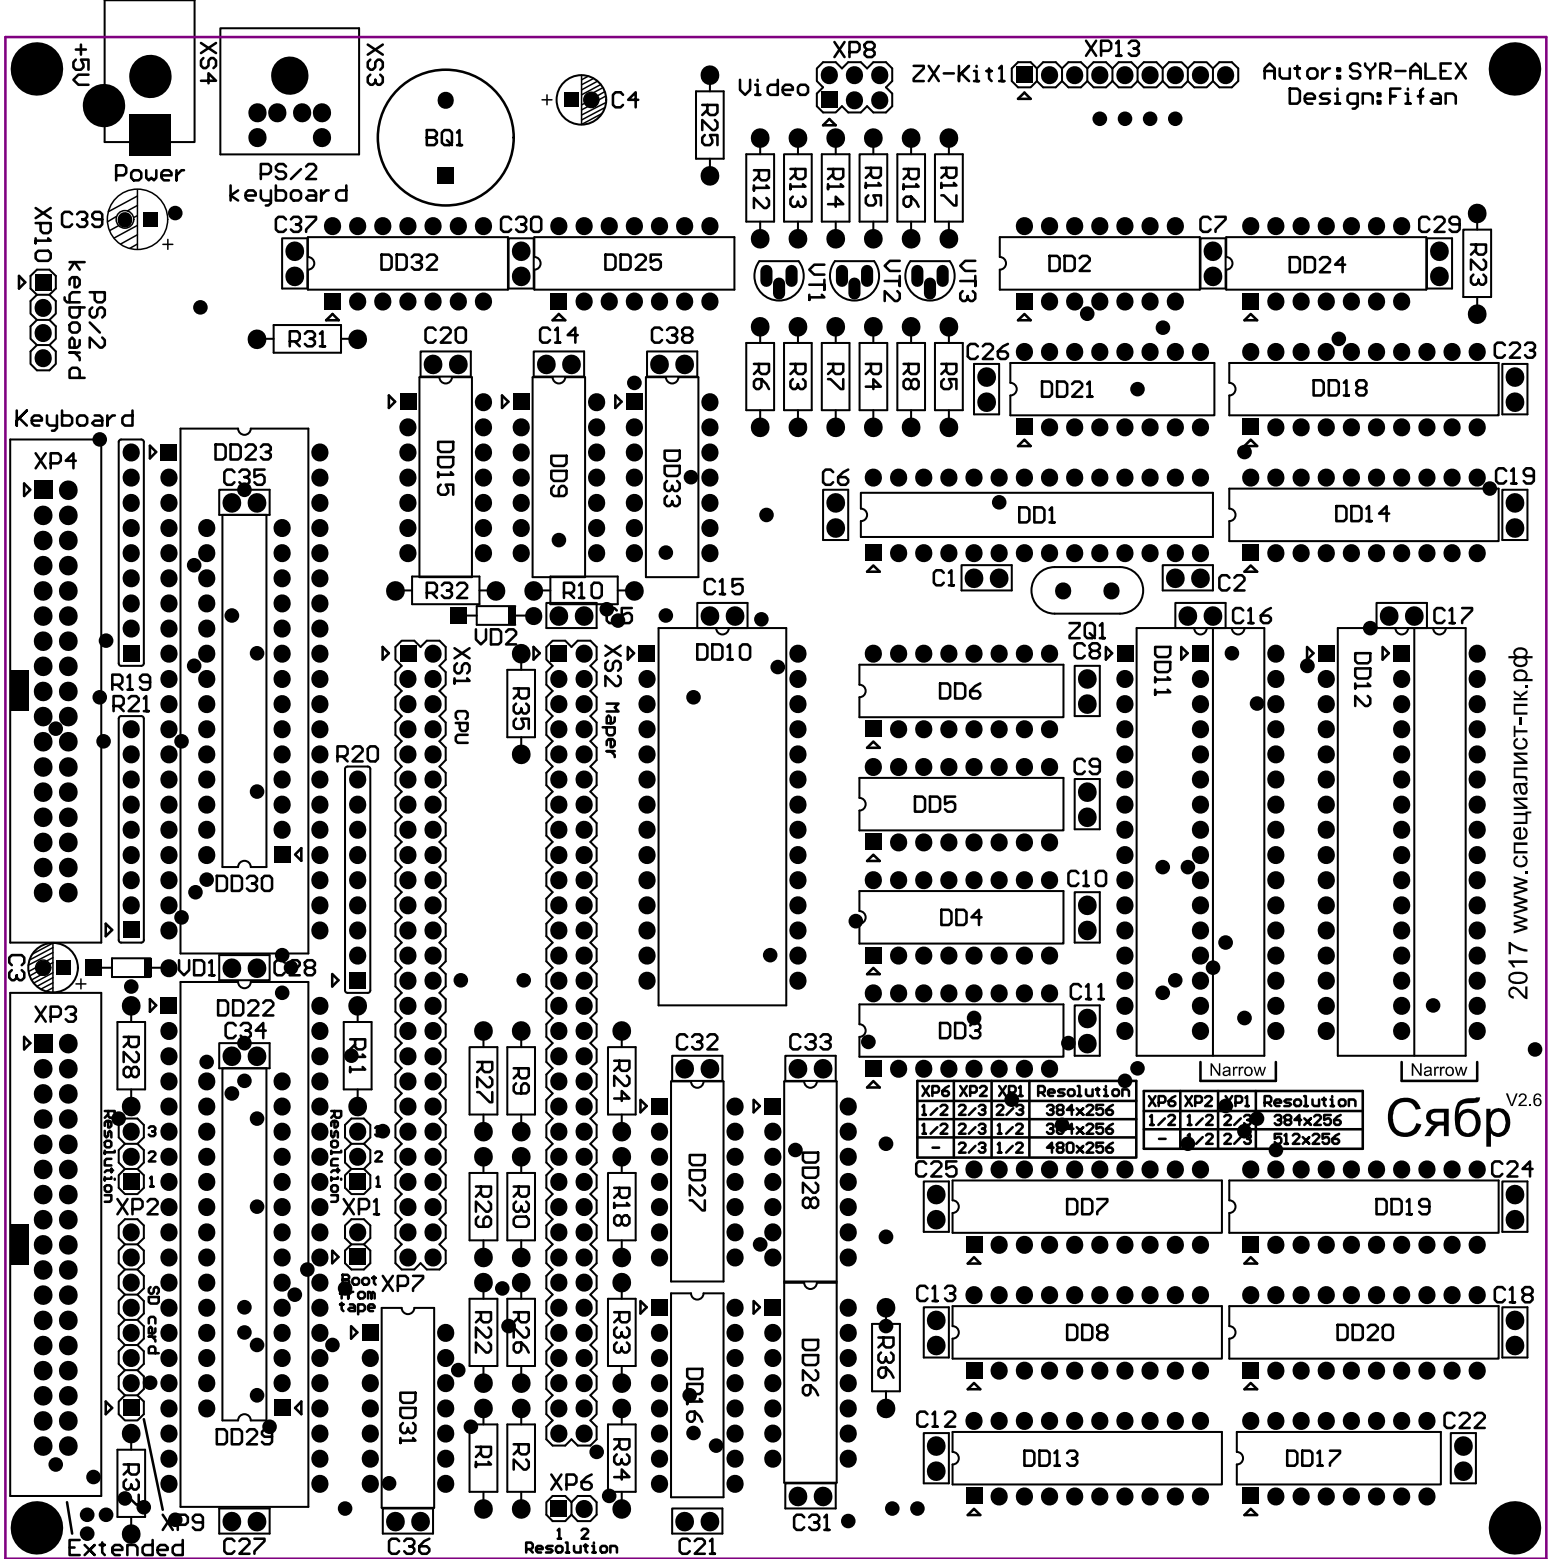 +5V
XS4
XS3
Power
PS/2
keyboard
BQ1
C4
R25
Video
XP8
ZX-Kit1
XP13
Autor:SYR-ALEX
Design:Fifan
C39
XP10
PS/2
keyboard
C37
DD32
C30
DD25
R12
R13
R14
R15
R16
R17
VT1
VT2
VT3
DD2
C7
DD24
C29
R23
R31
C20
C14
C38
R6
R3
R7
R4
R8
R5
C26
DD21
DD18
C23
Keyboard
XP4
DD23
C35
DD15
DD9
DD33
C6
DD1
DD14
C19
R32
R10
C1
C2
ZQ1
VD2
C5
C15
C16
C17
R19
R21
R20
XS1
CPU
R35
XS2
Maper
DD10
DD6
C8
DD11
DD12
DD5
C9
DD30
DD4
C10
C3
VD1
C28
XP3
DD22
C34
R28
R11
R27
R9
R24
C32
C33
DD3
C11
Narrow
Narrow
2017 www.специалист-пк.рф
XP6 XP2 XP1 Resolution
1/2 2/3 2/3 384x256
1/2 2/3 1/2 384x256
- 2/3 1/2 480x256
XP6 XP2 XP1 Resolution
1/2 1/2 2/3 384x256
- 1/2 2/3 512x256
Сябр V2.6
Resolution
3
2
1
XP2
Resolution
3
2
1
XP1
R29
R30
R18
DD27
DD28
C25
DD7
DD19
C24
SD card
Boot
from
tape
XP7
R22
R26
R33
DD16
DD26
R36
C13
DD8
DD20
C18
DD29
DD31
R1
R2
R34
C12
DD13
DD17
C22
R37
XP9
Extended
C27
C36
XP6
1 2
Resolution
C21
C31